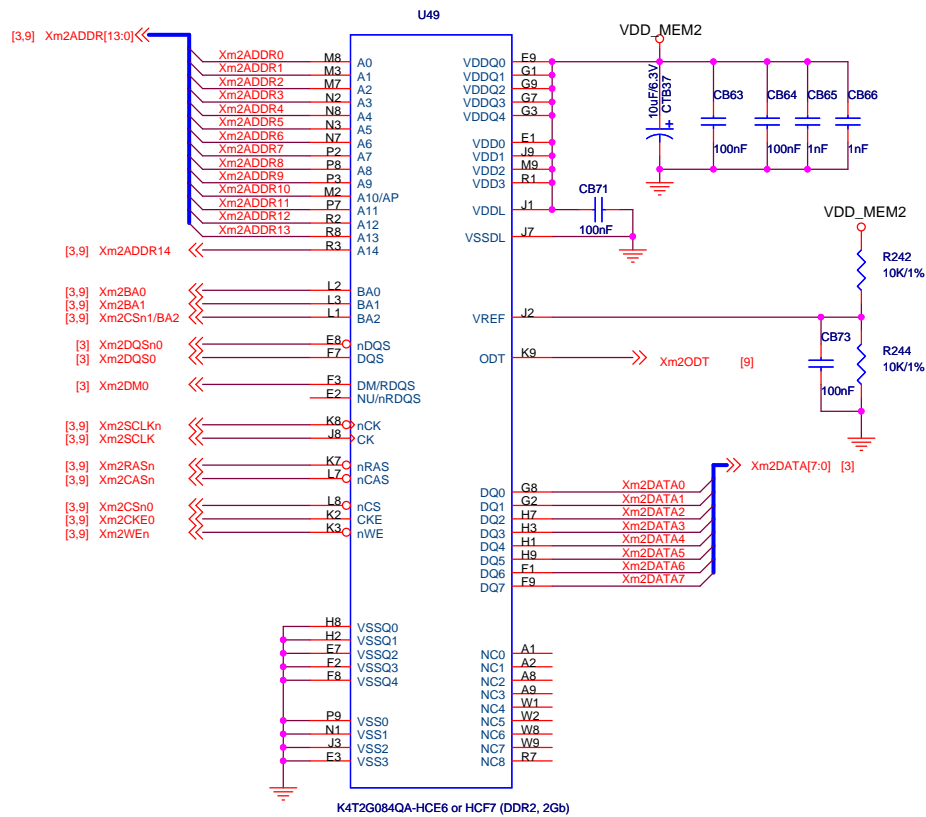 U49
[3,9] Xm2ADDR[13:0]
Xm2ADDR0 M8 A0
Xm2ADDR1 M3 A1
Xm2ADDR2 M7 A2
Xm2ADDR3 N2 A3
Xm2ADDR4 N8 A4
Xm2ADDR5 N3 A5
Xm2ADDR6 N7 A6
Xm2ADDR7 P2 A7
Xm2ADDR8 P8 A8
Xm2ADDR9 P3 A9
Xm2ADDR10 M2 A10/AP
Xm2ADDR11 P7 A11
Xm2ADDR12 R2 A12
Xm2ADDR13 R8 A13
[3,9] Xm2ADDR14 R3 A14
[3,9] Xm2BA0 L2 BA0
[3,9] Xm2BA1 L3 BA1
[3,9] Xm2CSn1/BA2 L1 BA2
[3] Xm2DQSn0 E8 nDQS
[3] Xm2DQS0 F7 DQS
[3] Xm2DM0 F3 DM/RDQS
E2 NU/nRDQS
[3,9] Xm2SCLKn K8 nCK
[3,9] Xm2SCLK J8 CK
[3,9] Xm2RASn K7 nRAS
[3,9] Xm2CASn L7 nCAS
[3,9] Xm2CSn0 L8 nCS
[3,9] Xm2CKE0 K2 CKE
[3,9] Xm2WEn K3 nWE
H8 VSSQ0
H2 VSSQ1
E7 VSSQ2
F2 VSSQ3
F8 VSSQ4
P9 VSS0
N1 VSS1
J3 VSS2
E3 VSS3
VDDQ0 E9
VDDQ1 G1
VDDQ2 G9
VDDQ3 G7
VDDQ4 G3
VDD0 E1
VDD1 J9
VDD2 M9
VDD3 R1
VDDL J1
VSSDL J7
VREF J2
ODT K9 Xm2ODT [9]
Xm2DATA[7:0] [3]
DQ0 G8 Xm2DATA0
DQ1 G2 Xm2DATA1
DQ2 H7 Xm2DATA2
DQ3 H3 Xm2DATA3
DQ4 H1 Xm2DATA4
DQ5 H9 Xm2DATA5
DQ6 F1 Xm2DATA6
DQ7 F9 Xm2DATA7
NC0 A1
NC1 A2
NC2 A8
NC3 A9
NC4 W1
NC5 W2
NC6 W8
NC7 W9
NC8 R7
VDD_MEM2
10uF/6.3V
CTB37
+
CB63
100nF
CB64
100nF
CB65
1nF
CB66
1nF
CB71
100nF
VDD_MEM2
R242
10K/1%
CB73
100nF
R244
10K/1%
K4T2G084QA-HCE6 or HCF7 (DDR2, 2Gb)